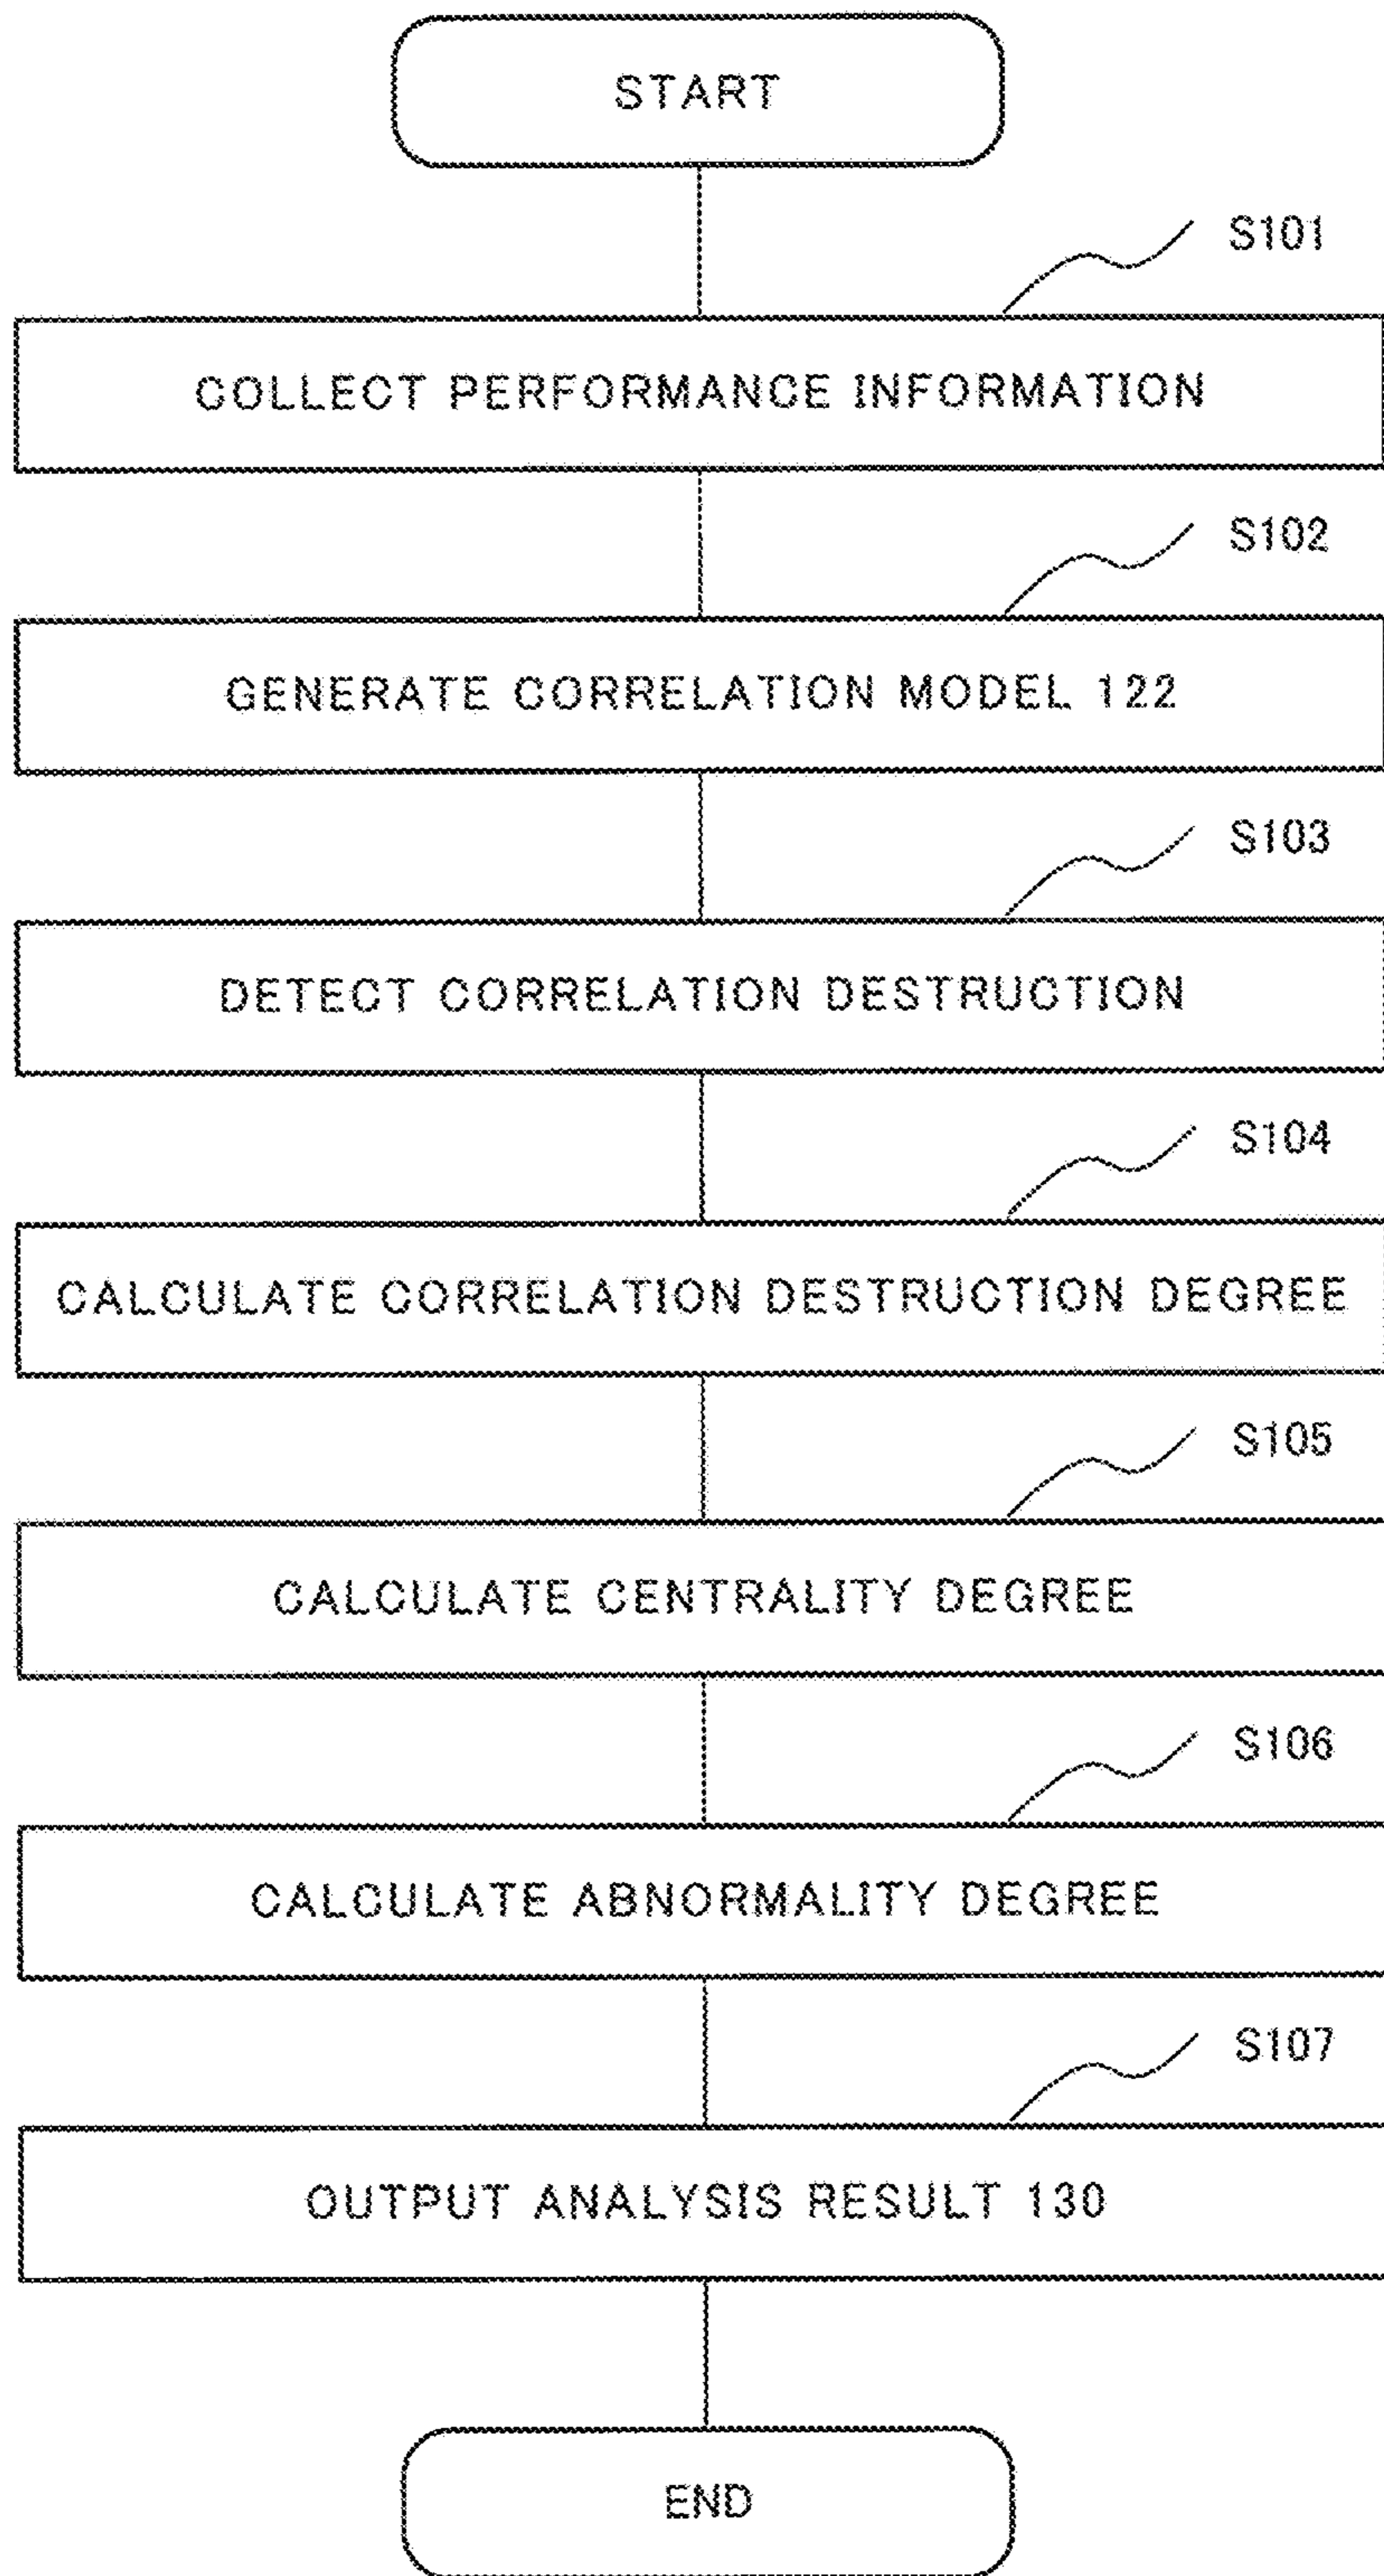 START
S101
COLLECT PERFORMANCE INFORMATION
S102
GENERATE CORRELATION MODEL 122
S103
DETECT CORRELATION DESTRUCTION
S104
CALCULATE CORRELATION DESTRUCTION DEGREE
S105
CALCULATE CENTRALITY DEGREE
S106
CALCULATE ABNORMALITY DEGREE
S107
OUTPUT ANALYSIS RESULT 130
END